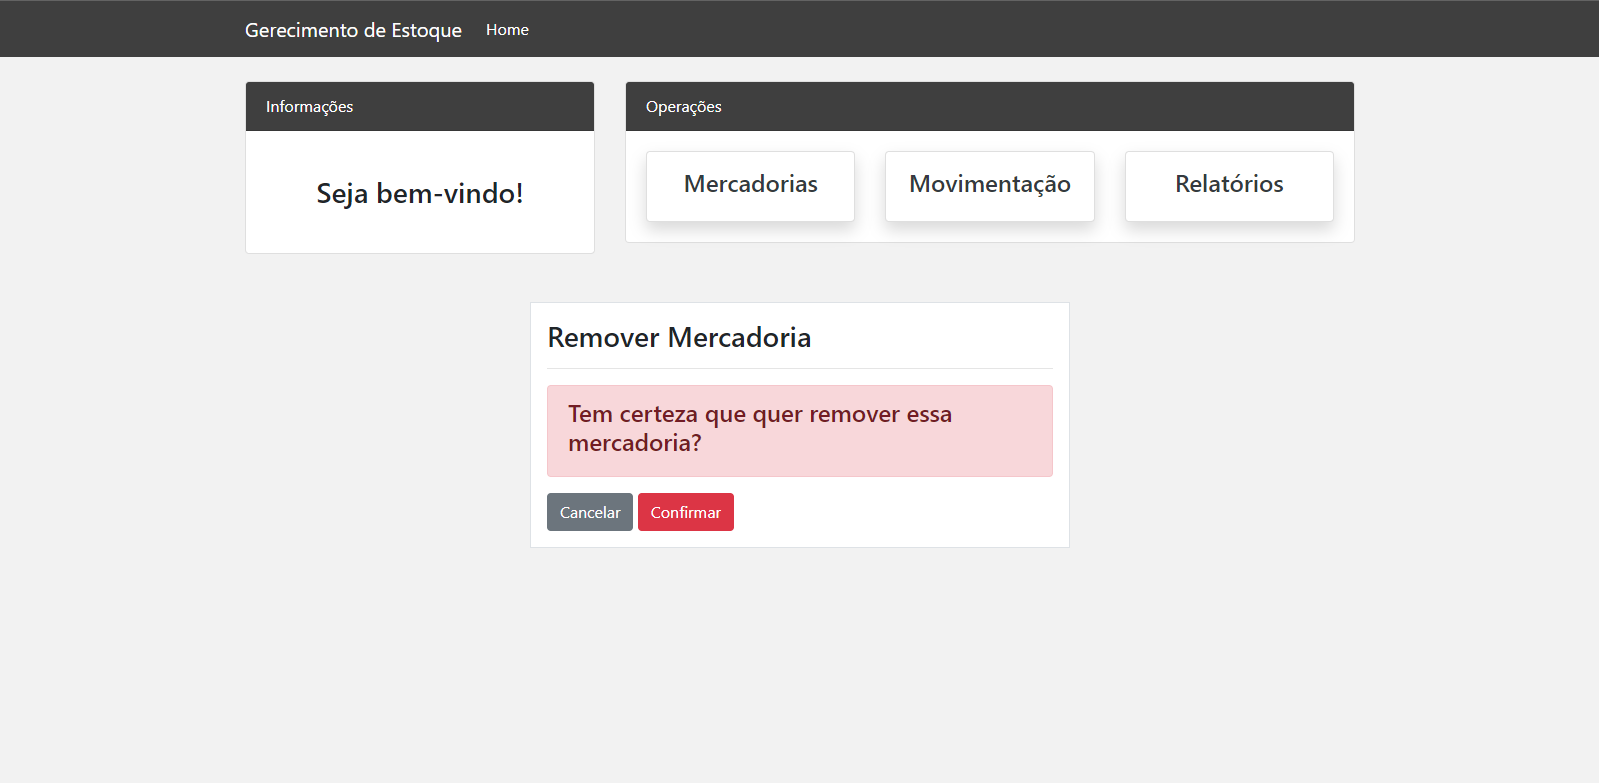 Gerecimento de Estoque Home
Informações
Seja bem-vindo!
Operações
Mercadorias Movimentação Relatórios
Remover Mercadoria
Tem certeza que quer remover essa
mercadoria?
Cancelar Confirmar